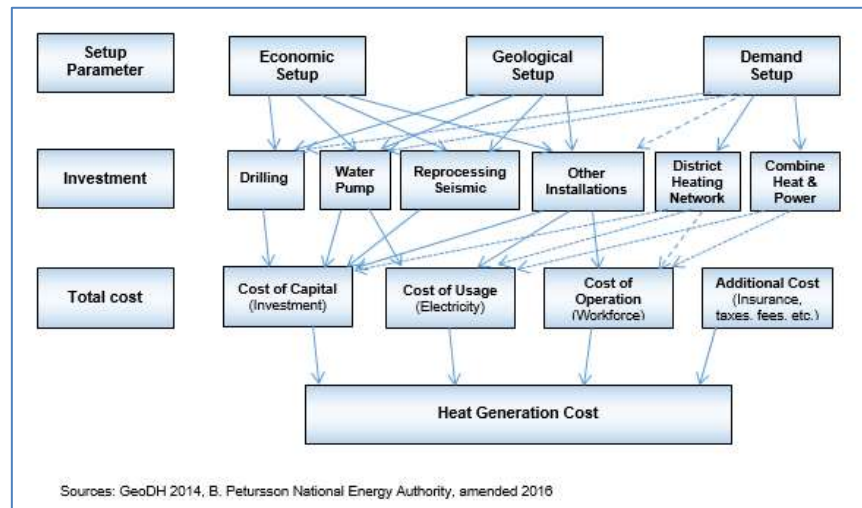 Setup
Parameter
Economic
Setup
Geological
Setup
Demand
Setup
Investment
Drilling
Water
Pump
Reprocessing
Seismic
Other
Installations
District
Heating
Network
Combine
Heat &
Power
Total cost
Cost of Capital
(Investment)
Cost of Usage
(Electricity)
Cost of
Operation
(Workforce)
Additional Cost
(Insurance,
taxes, fees, etc.)
Heat Generation Cost
Sources: GeoDH 2014, B. Petursson National Energy Authority, amended 2016